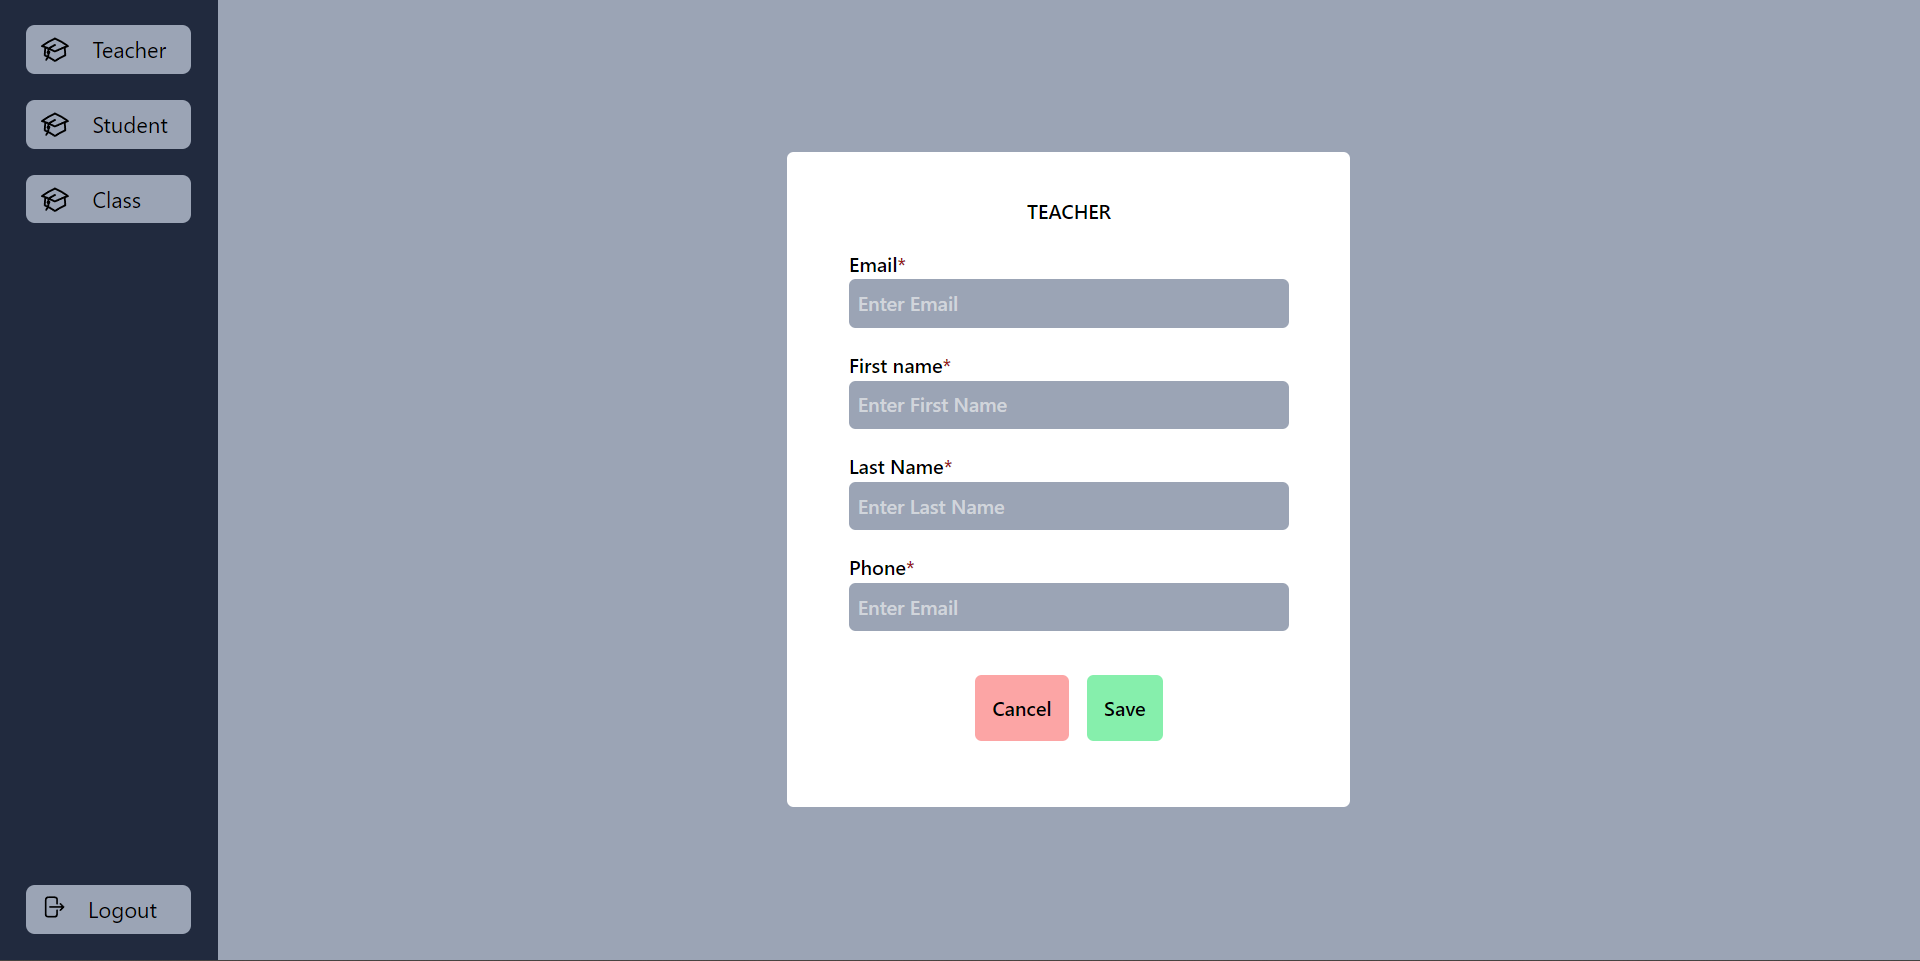 Teacher
Student
Class
Logout
TEACHER
Email*
Enter Email
First name*
Enter First Name
Last Name*
Enter Last Name
Phone*
Enter Email
Cancel
Save